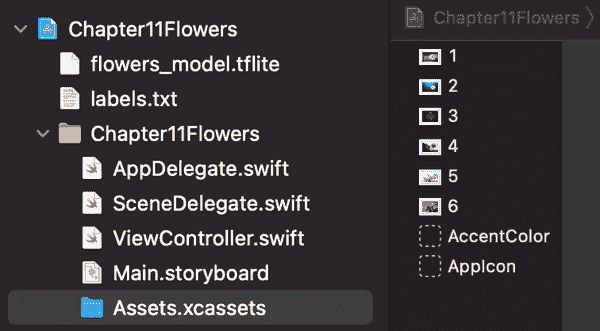 Chapter11Flowers
flowers_model.tflite
labels.txt
Chapter11Flowers
AppDelegate.swift
SceneDelegate.swift
ViewController.swift
Main.storyboard
Assets.xcassets
Chapter11Flowers
1
2
3
4
5
6
AccentColor
AppIcon